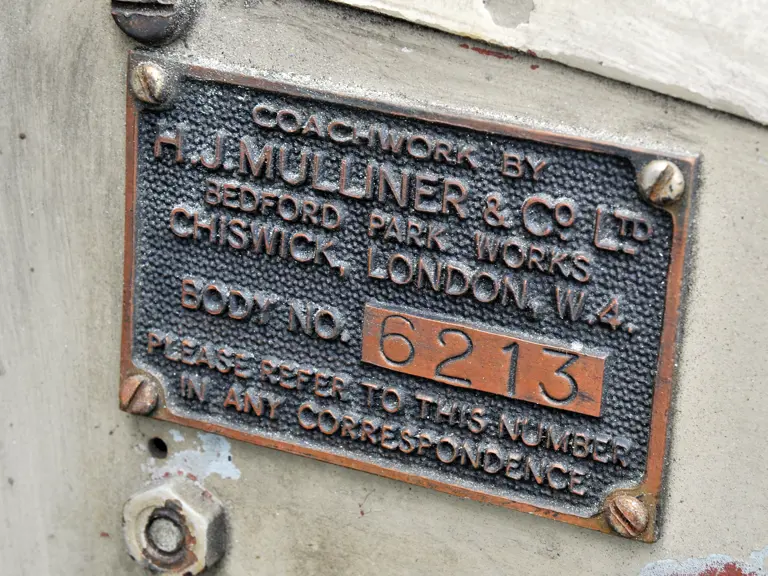 COACHWORK BY
H.J. MULLINER & CO LTD
BEDFORD PARK WORKS.
CHISWICK, LONDON, W.4.
BODY NO. 6213
PLEASE REFER TO THIS NUMBER
IN ANY CORRESPONDENCE